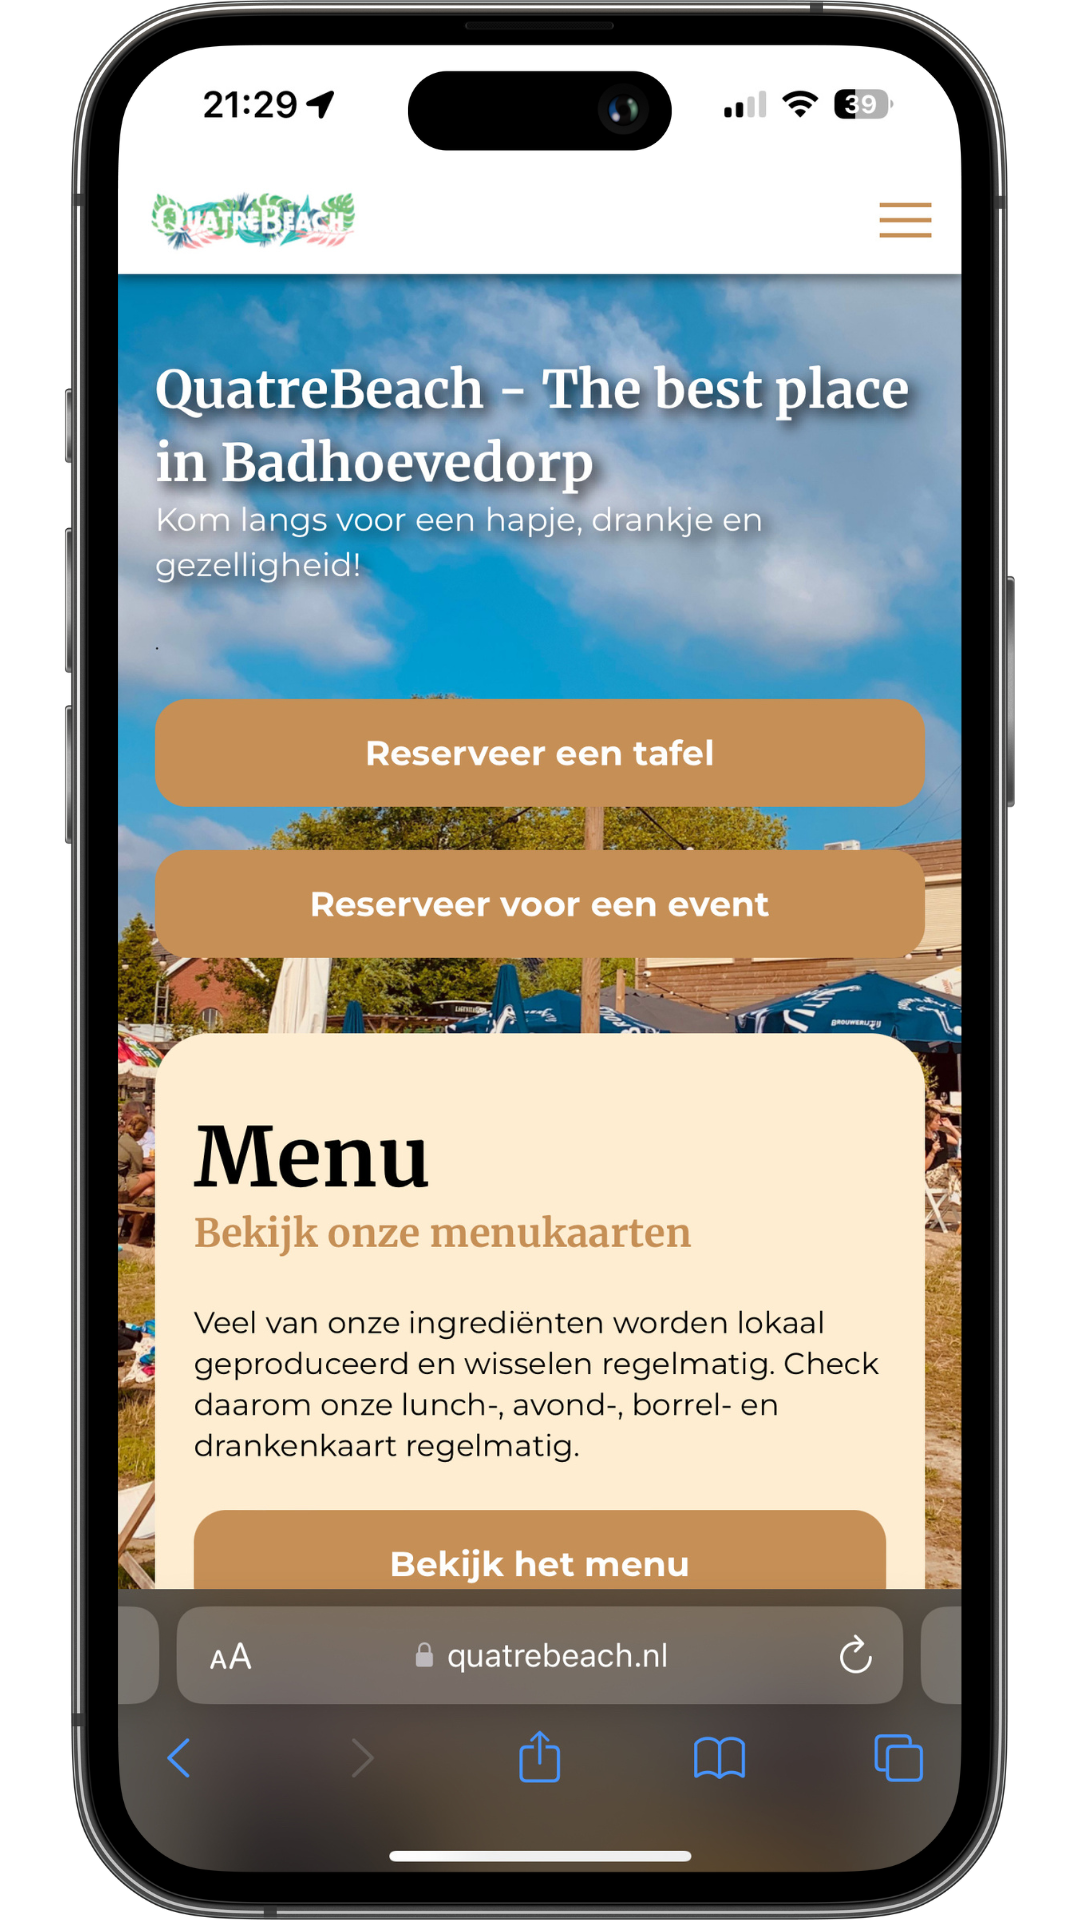 21:29
39
QUATREBEACH
QuatreBeach - The best place
in Badhoevedorp
Kom langs voor een hapje, drankje en
gezelligheid!
.
Reserveer een tafel
Reserveer voor een event
BROUWERIJ 'T IJ
Menu
Bekijk onze menukaarten
Veel van onze ingrediënten worden lokaal
geproduceerd en wisselen regelmatig. Check
daarom onze lunch-, avond-, borrel- en
drankenkaart regelmatig.
Bekijk het menu
AA
quatrebeach.nl